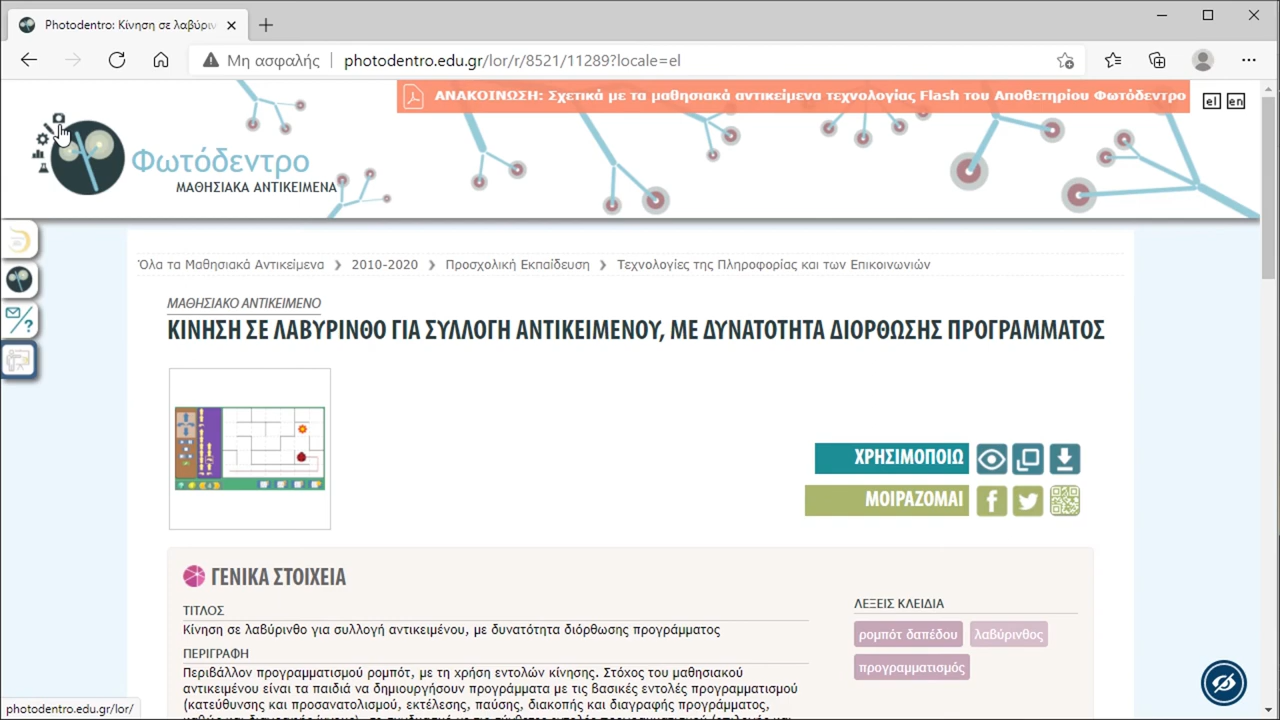 Photodentro: Κίνηση σε λαβύριν
Μη ασφαλής | photodentro.edu.gr/lor/r/8521/11289?locale=el
ΑΝΑΚΟΙΝΩΣΗ: Σχετικά με τα μαθησιακά αντικείμενα τεχνολογίας Flash του Αποθετηρίου Φωτόδεντρο
el en
Φωτόδεντρο
ΜΑΘΗΣΙΑΚΑ ΑΝΤΙΚΕΙΜΕΝΑ
Όλα τα Μαθησιακά Αντικείμενα > 2010-2020 > Προσχολική Εκπαίδευση > Τεχνολογίες της Πληροφορίας και των Επικοινωνιών
ΜΑΘΗΣΙΑΚΟ ΑΝΤΙΚΕΙΜΕΝΟ
ΚΙΝΗΣΗ ΣΕ ΛΑΒΥΡΙΝΘΟ ΓΙΑ ΣΥΛΛΟΓΗ ΑΝΤΙΚΕΙΜΕΝΟΥ, ΜΕ ΔΥΝΑΤΟΤΗΤΑ ΔΙΟΡΘΩΣΗΣ ΠΡΟΓΡΑΜΜΑΤΟΣ
ΧΡΗΣΙΜΟΠΟΙΩ
ΜΟΙΡΑΖΟΜΑΙ
ΓΕΝΙΚΑ ΣΤΟΙΧΕΙΑ
ΤΙΤΛΟΣ
Κίνηση σε λαβύρινθο για συλλογή αντικειμένου, με δυνατότητα διόρθωσης προγράμματος
ΠΕΡΙΓΡΑΦΗ
Περιβάλλον προγραμματισμού ρομπότ, με τη χρήση εντολών κίνησης. Στόχος του μαθησιακού
αντικειμένου είναι τα παιδιά να δημιουργήσουν προγράμματα με τις βασικές εντολές προγραμματισμού
(κατεύθυνσης και προσανατολισμού, εκτέλεσης, παύσης, διακοπής και διαγραφής προγράμματος,
ΛΕΞΕΙΣ ΚΛΕΙΔΙΑ
ρομπότ δαπέδου λαβύρινθος
προγραμματισμός
photodentro.edu.gr/lor/